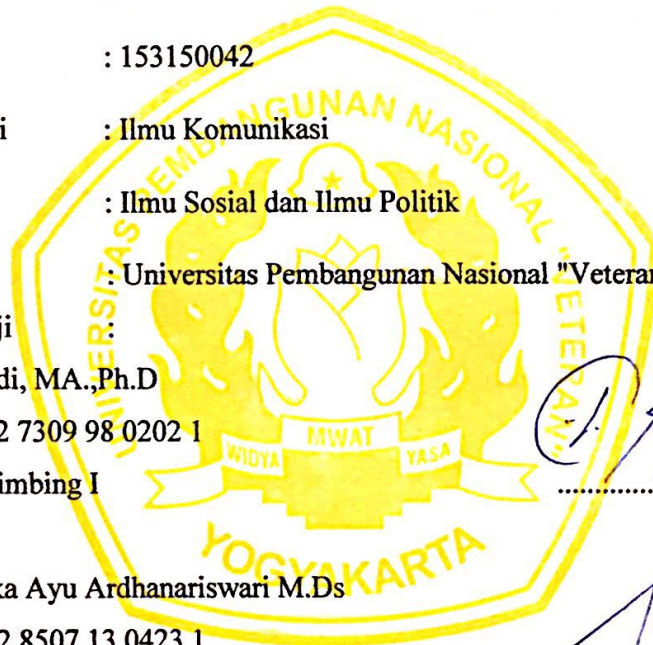 : 153150042
i : Ilmu Komunikasi
: Ilmu Sosial dan Ilmu Politik
: Universitas Pembangunan Nasional "Veteran
ji :
di, MA.,Ph.D
2 7309 98 0202 1
imbing I ..............
ka Ayu Ardhanariswari M.Ds
2 8507 13 0423 1
UNIVERSITAS PEMBANGUNAN NASIONAL "VETERAN"
WIDYA MWAT YASA
YOGYAKARTA